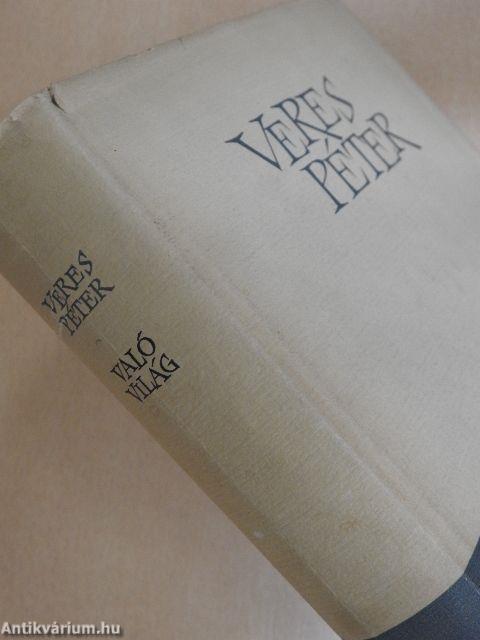 VERES
PÉTER
VERES
PÉTER
VALÓ
VILÁG
Antikvárium.hu